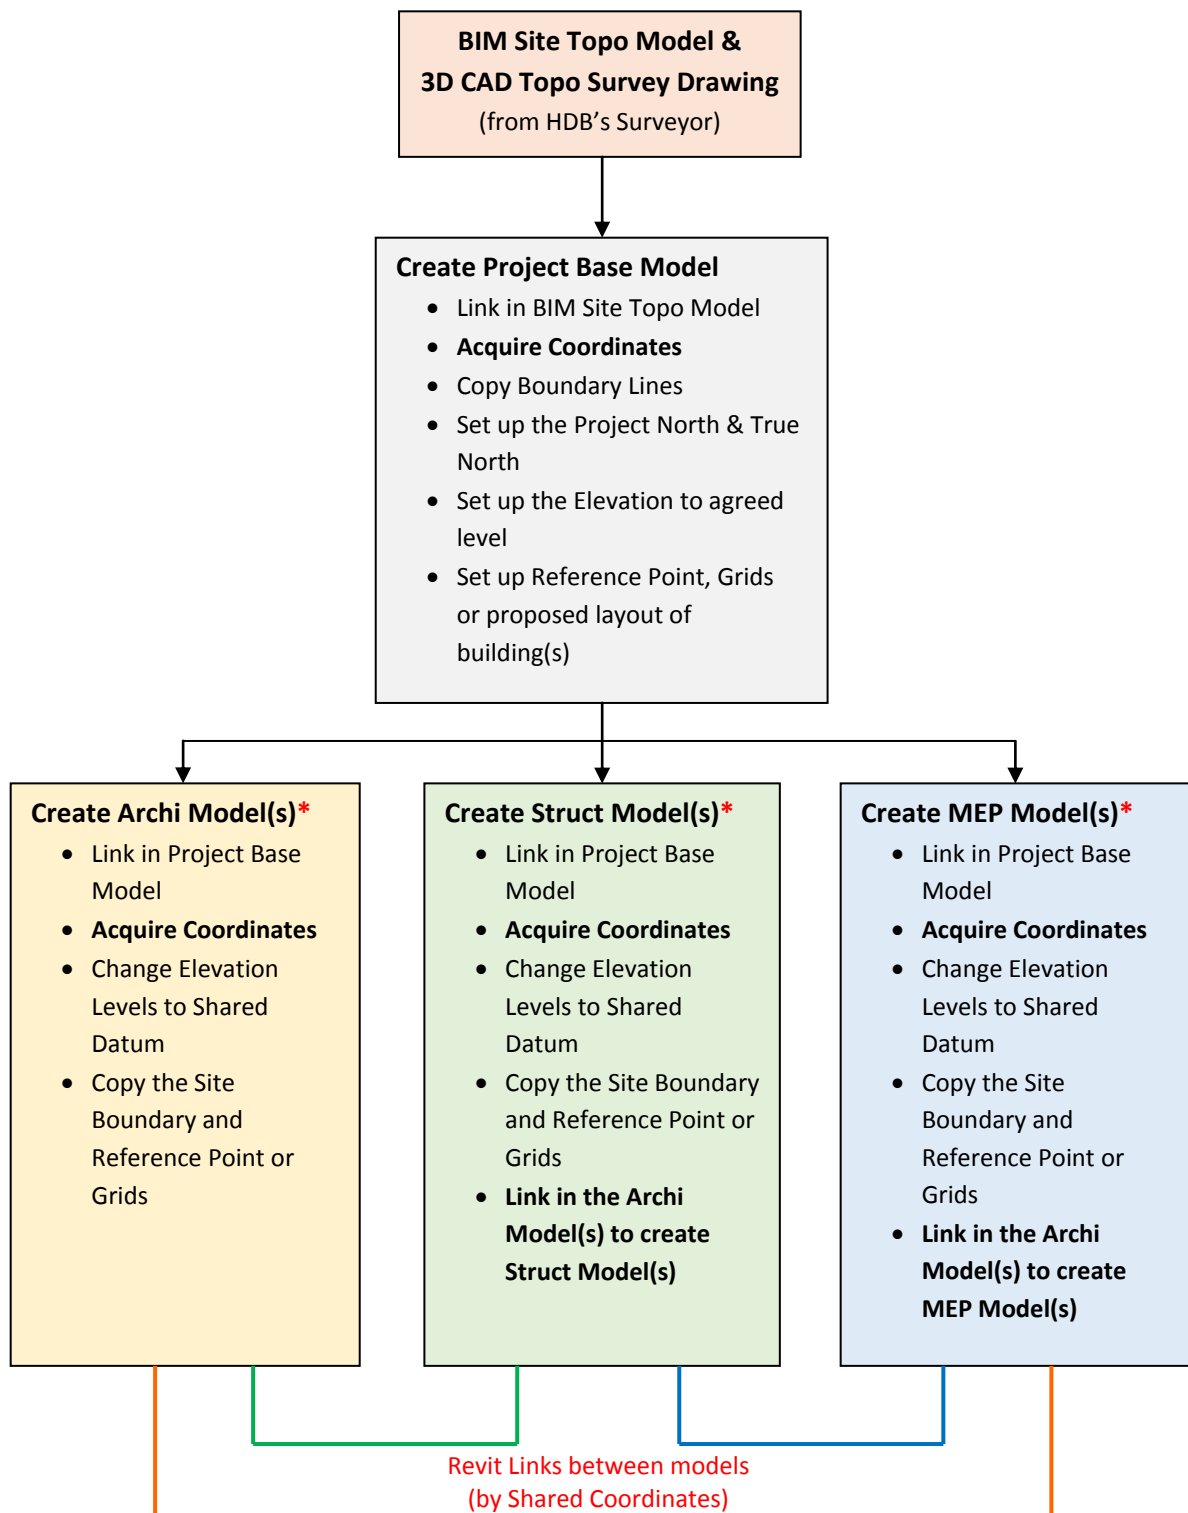 BIM Site Topo Model &
3D CAD Topo Survey Drawing
(from HDB’s Surveyor)
Create Project Base Model
• Link in BIM Site Topo Model
• Acquire Coordinates
• Copy Boundary Lines
• Set up the Project North & True
North
• Set up the Elevation to agreed
level
• Set up Reference Point, Grids
or proposed layout of
building(s)
Create Archi Model(s)*
• Link in Project Base
Model
• Acquire Coordinates
• Change Elevation
Levels to Shared
Datum
• Copy the Site
Boundary and
Reference Point or
Grids
Create Struct Model(s)*
• Link in Project Base
Model
• Acquire Coordinates
• Change Elevation
Levels to Shared
Datum
• Copy the Site Boundary
and Reference Point or
Grids
• Link in the Archi
Model(s) to create
Struct Model(s)
Create MEP Model(s)*
• Link in Project Base
Model
• Acquire Coordinates
• Change Elevation
Levels to Shared
Datum
• Copy the Site
Boundary and
Reference Point or
Grids
• Link in the Archi
Model(s) to create
MEP Model(s)
Revit Links between models
(by Shared Coordinates)